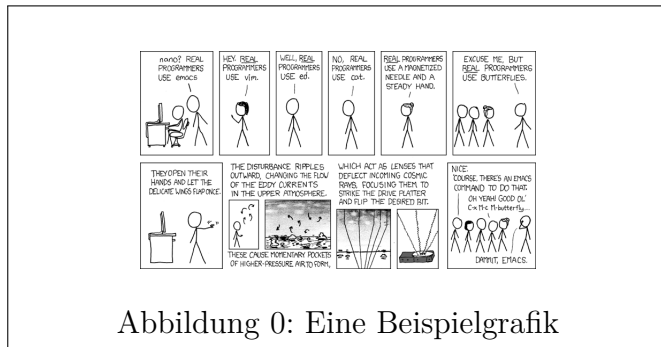 nano? REAL
PROGRAMMERS
USE emacs
HEY. REAL
PROGRAMMERS
USE vim.
WELL, REAL
PROGRAMMERS
USE ed.
NO, REAL
PROGRAMMERS
USE cat.
REAL PROGRAMMERS
USE A MAGNETIZED
NEEDLE AND A
STEADY HAND.
EXCUSE ME, BUT
REAL PROGRAMMERS
USE BUTTERFLIES.
THEY OPEN THEIR
HANDS AND LET THE
DELICATE WINGS FLAP ONCE.
THE DISTURBANCE RIPPLES
OUTWARD, CHANGING THE FLOW
OF THE EDDY CURRENTS
IN THE UPPER ATMOSPHERE.
THESE CAUSE MOMENTARY POCKETS
OF HIGHER-PRESSURE AIR TO FORM,
WHICH ACT AS LENSES THAT
DEFLECT INCOMING COSMIC
RAYS, FOCUSING THEM TO
STRIKE THE DRIVE PLATTER
AND FLIP THE DESIRED BIT.
NICE.
'COURSE, THERE'S AN EMACS
COMMAND TO DO THAT.
OH YEAH! GOOD OL'
C-x M-c M-butterfly...
DAMMIT, EMACS.
Abbildung 0: Eine Beispielgrafik